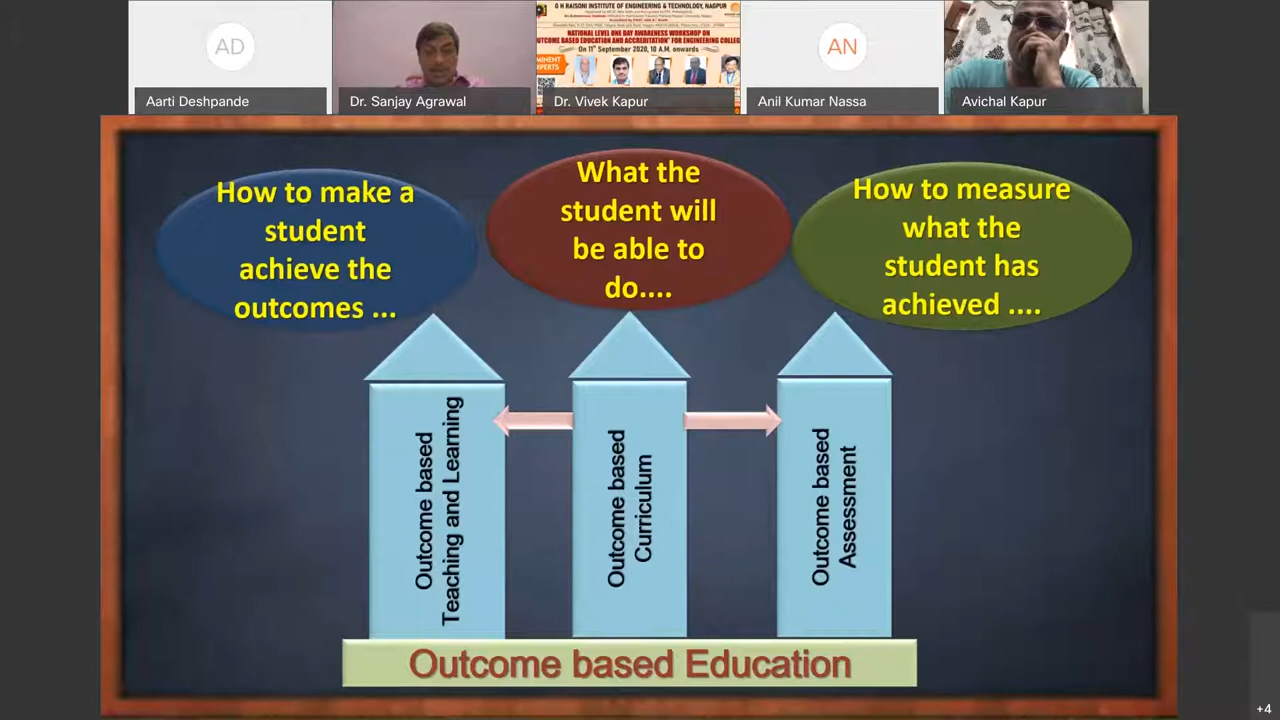 AD
AN
G H RAISONI INSTITUTE OF ENGINEERING & TECHNOLOGY, NAGPUR
NATIONAL LEVEL ONE DAY AWARENESS WORKSHOP ON
OUTCOME BASED EDUCATION AND ACCREDITATION" FOR ENGINEERING COLLEG
On 11th September 2020, 10 A.M. onwards
MINENT
EXPERTS
Aarti Deshpande
Dr. Sanjay Agrawal
Dr. Vivek Kapur
Anil Kumar Nassa
Avichal Kapur
How to make a
student
achieve the
outcomes ...
What the
student will
be able to
do....
How to measure
what the
student has
achieved ....
Outcome based
Teaching and Learning
Outcome based
Curriculum
Outcome based
Assessment
Outcome based Education
+4